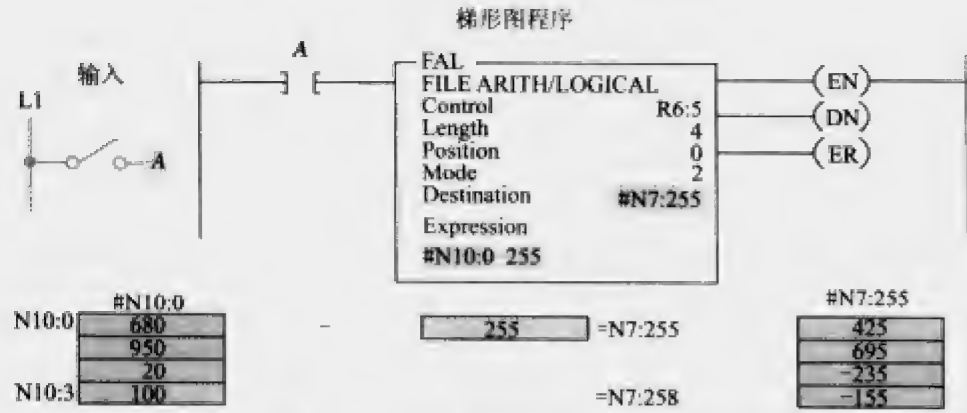 梯形图程序
输入
L1
A
A
FAL
FILE ARITH/LOGICAL
Control R6:5
Length 4
Position 0
Mode 2
Destination #N7:255
Expression
#N10:0 255
EN
DN
ER
#N10:0
N10:0 680
950
20
N10:3 100
-
255 =N7:255
=N7:258
#N7:255
425
695
-235
-155